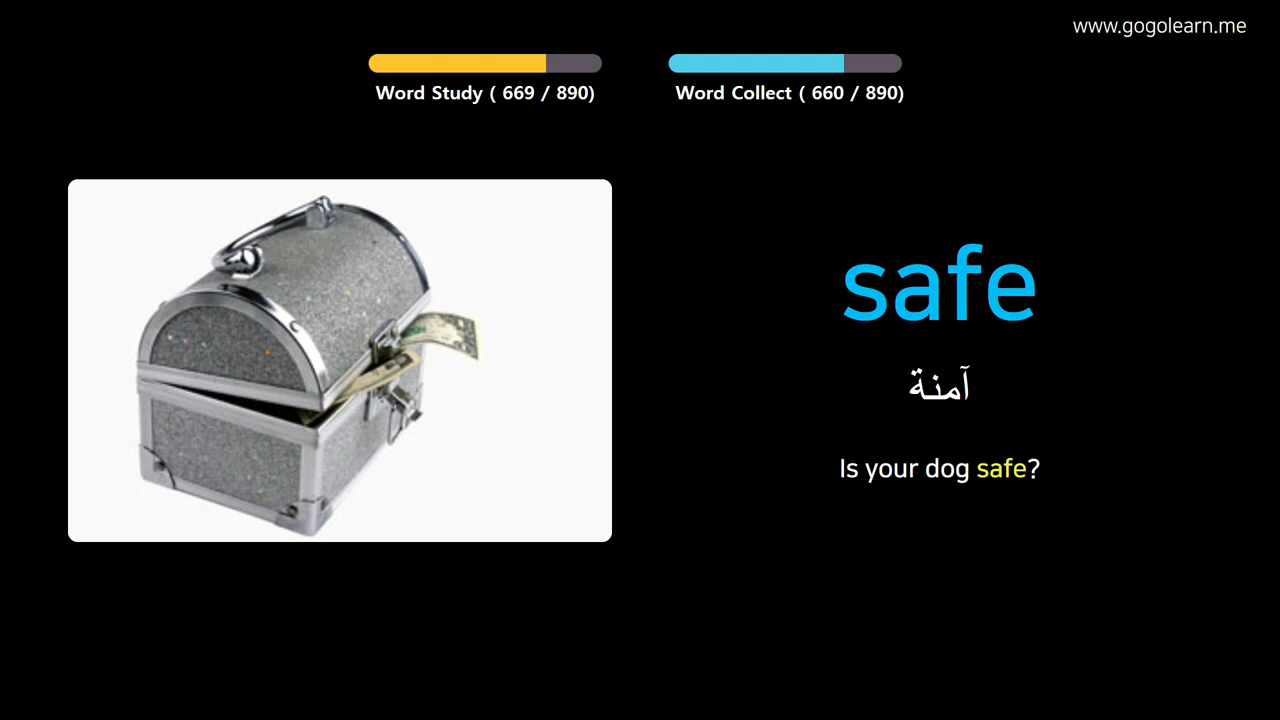 www.gogolearn.me
Word Study ( 669 / 890)
Word Collect ( 660 / 890)
safe
آمنة
Is your dog safe?